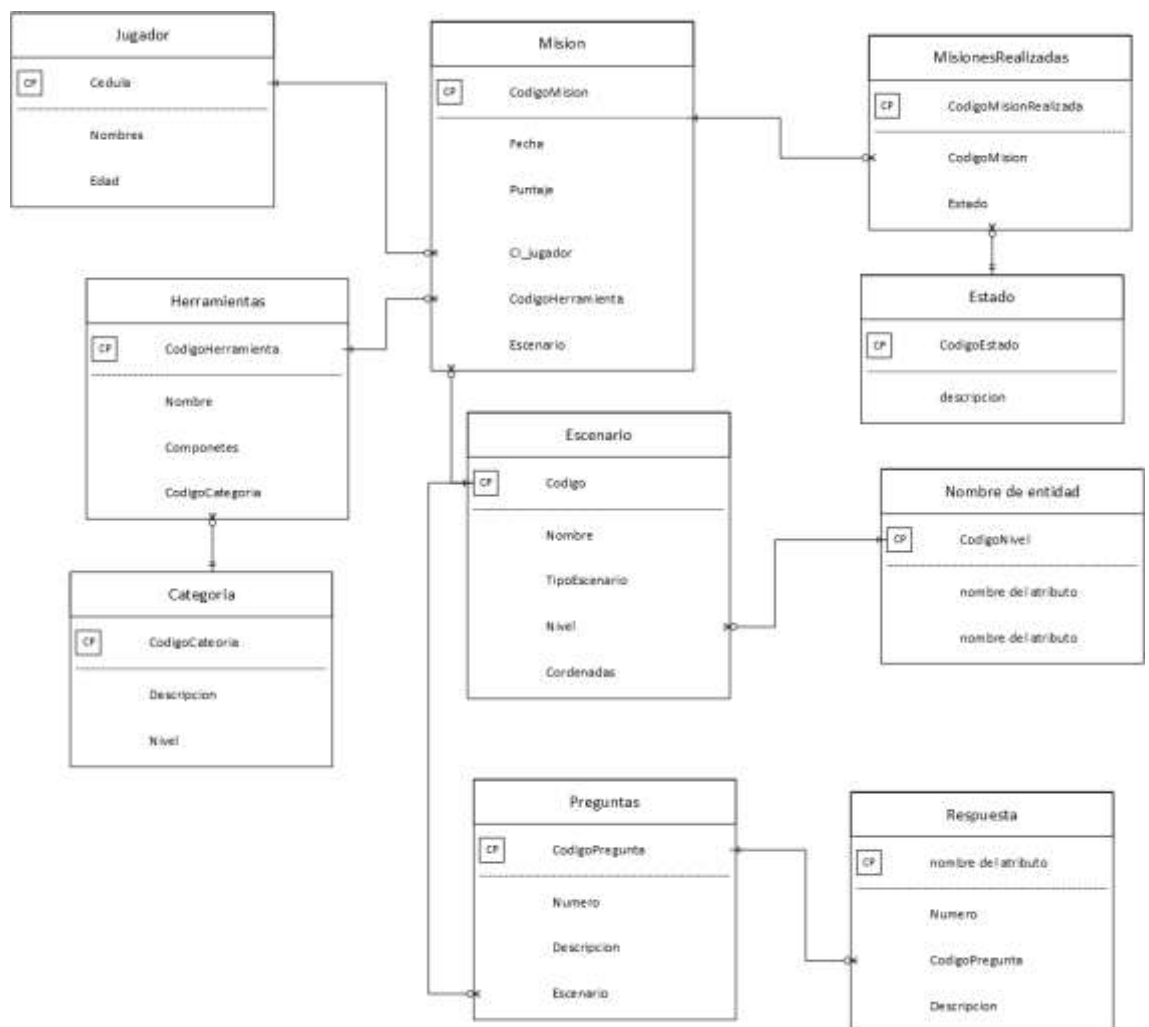 Jugador
CP Cedula
Nombres
Edad
Mision
CP CodigoMision
Fecha
Puntaje
CI_jugador
CodigoHerramienta
Escenario
MisionesRealizadas
CP CodigoMisionRealizada
CodigoMision
Estado
Herramientas
CP CodigoHerramienta
Nombre
Componetes
CodigoCategoria
Estado
CP CodigoEstado
descripcion
Escenario
CP Codigo
Nombre
TipoEscenario
Nivel
Cordenadas
Nombre de entidad
CP CodigoNivel
nombre del atributo
nombre del atributo
Categoria
CP CodigoCateoria
Descripcion
Nivel
Preguntas
CP CodigoPregunta
Numero
Descripcion
Escenario
Respuesta
CP nombre del atributo
Numero
CodigoPregunta
Descripcion